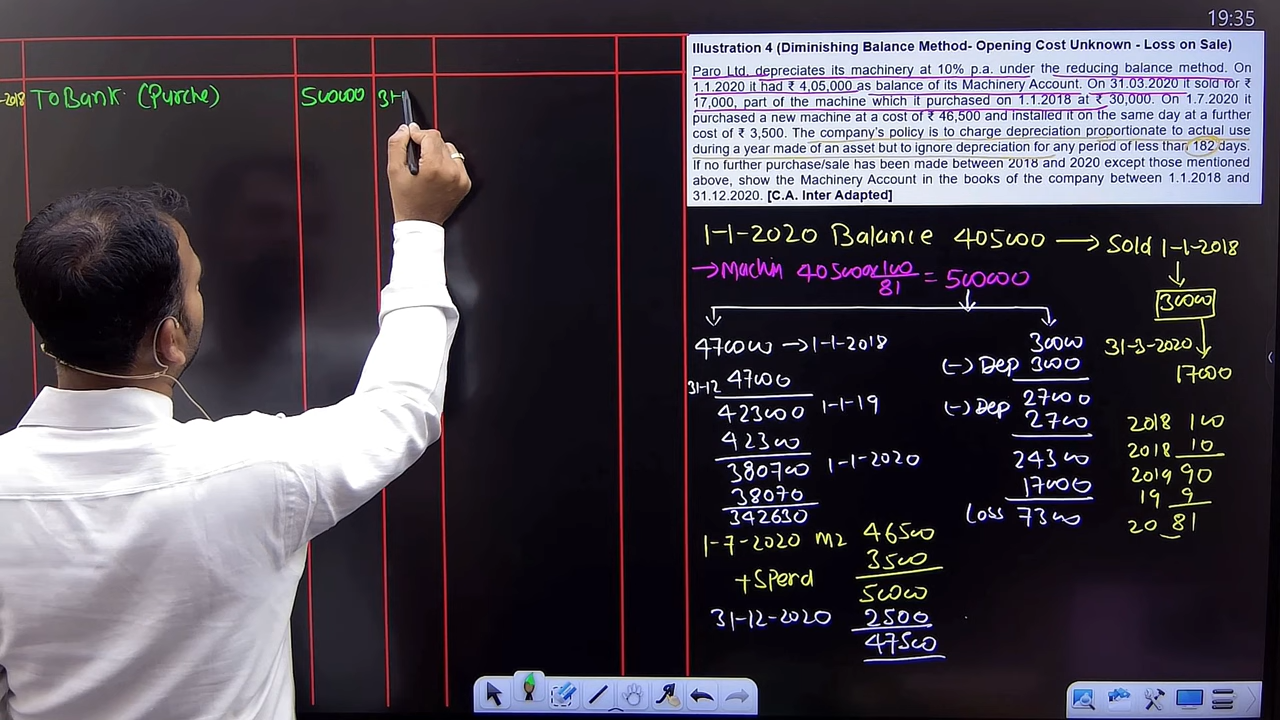 19:35
-2018 To Bank (Purche) 500000 31-1
Illustration 4 (Diminishing Balance Method- Opening Cost Unknown - Loss on Sale)
Paro Ltd. depreciates its machinery at 10% p.a. under the reducing balance method. On
1.1.2020 it had ₹ 4,05,000 as balance of its Machinery Account. On 31.03.2020 it sold for ₹
17,000, part of the machine which it purchased on 1.1.2018 at ₹ 30,000. On 1.7.2020 it
purchased a new machine at a cost of ₹ 46,500 and installed it on the same day at a further
cost of ₹ 3,500. The company's policy is to charge depreciation proportionate to actual use
during a year made of an asset but to ignore depreciation for any period of less than 182 days.
If no further purchase/sale has been made between 2018 and 2020 except those mentioned
above, show the Machinery Account in the books of the company between 1.1.2018 and
31.12.2020. [C.A. Inter Adapted]
1-1-2020 Balance 405000 → Sold 1-1-2018
→ Machin 405000x100/81 = 500000
30000
31-3-2020
17000
470000 → 1-1-2018
31-12 47000
423000 1-1-19
42300
380700 1-1-2020
38070
342630
30000
(-) Dep 3000
27000
(-) Dep 2700
24300
17000
Loss 7300
2018 100
2018 10
2019 90
19 9
20 81
1-7-2020 m2 46500
+Spend 3500
50000
31-12-2020 2500
47500